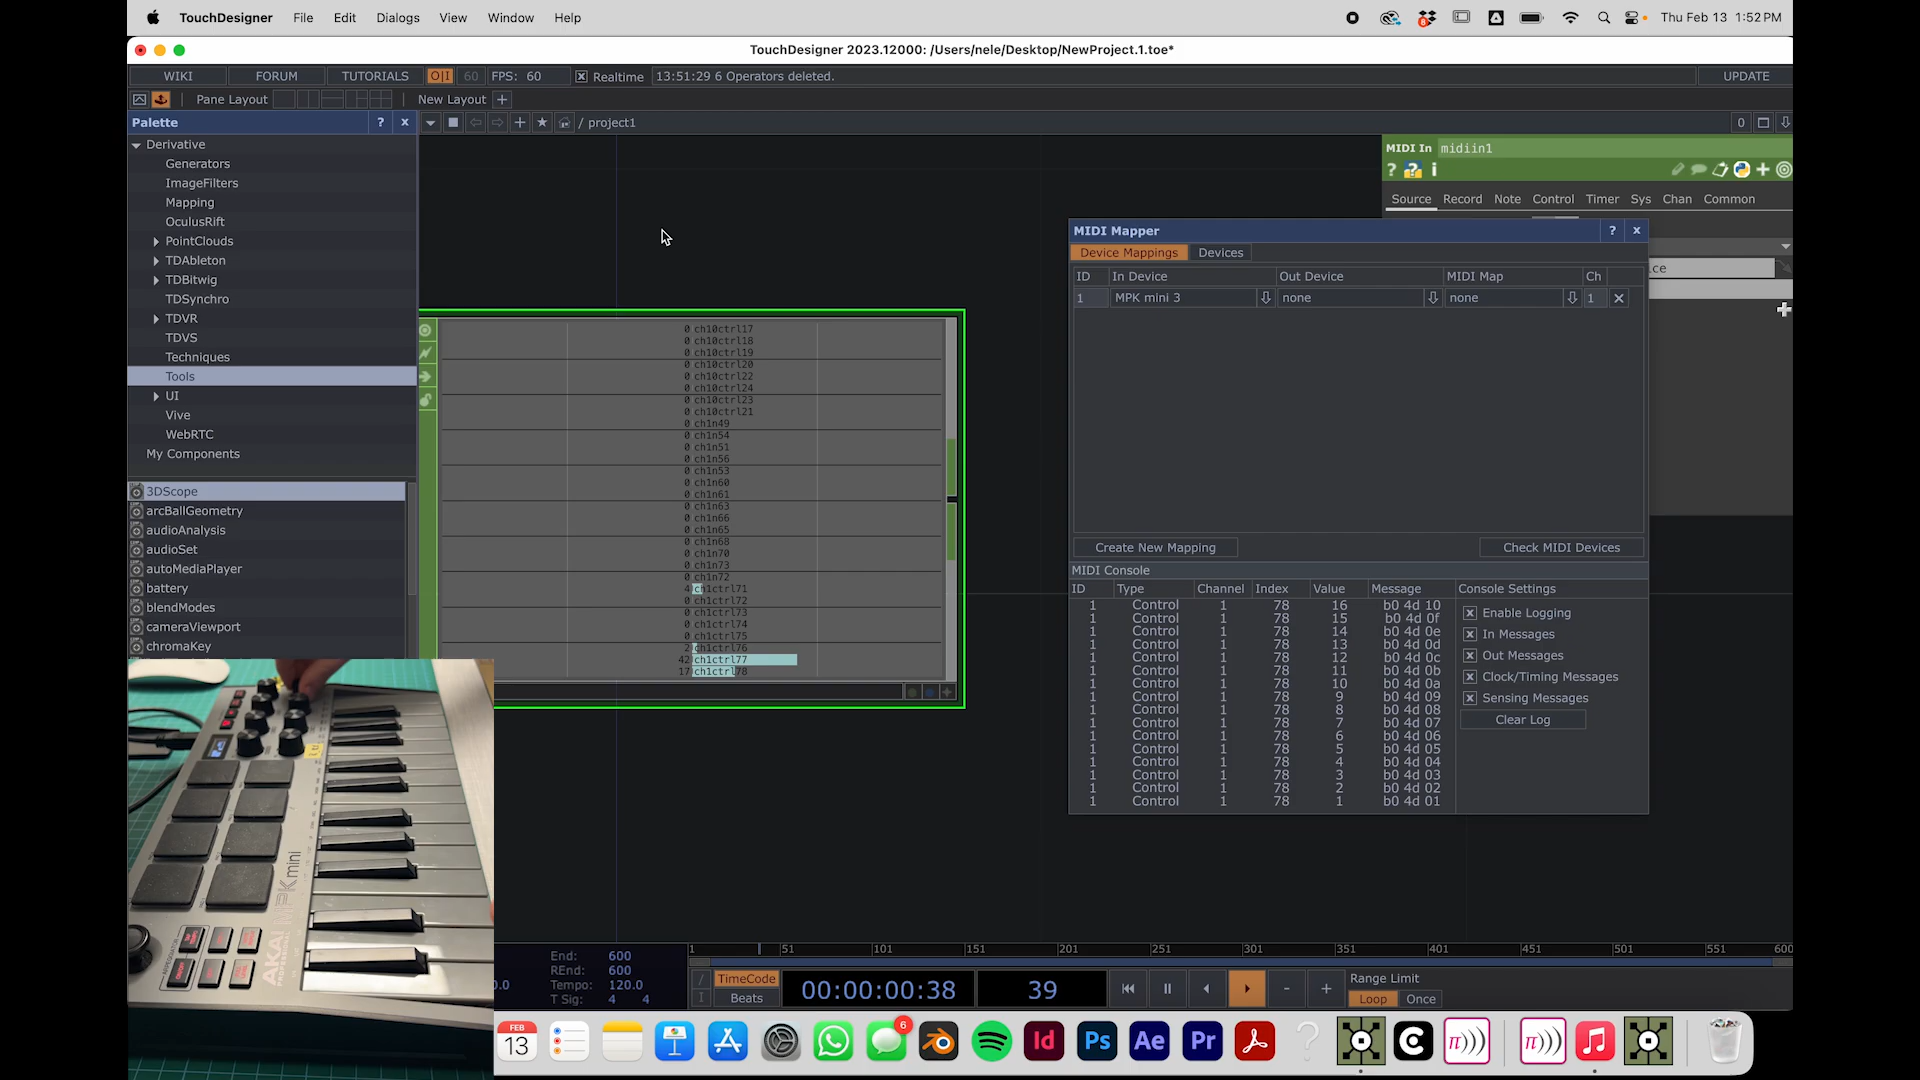 TouchDesigner File Edit Dialogs View Window Help
8
Thu Feb 13 1:52 PM
TouchDesigner 2023.12000: /Users/nele/Desktop/NewProject.1.toe*
WIKI FORUM TUTORIALS O|I 60 FPS: 60 Realtime 13:51:29 6 Operators deleted. UPDATE
Pane Layout New Layout +
Palette ? x
/ project1
0
Derivative
Generators
ImageFilters
Mapping
OculusRift
PointClouds
TDAbleton
TDBitwig
TDSynchro
TDVR
TDVS
Techniques
Tools
UI
Vive
WebRTC
My Components
3DScope
arcBallGeometry
audioAnalysis
audioSet
autoMediaPlayer
battery
blendModes
cameraViewport
chromaKey
0 ch10ctrl17
0 ch10ctrl18
0 ch10ctrl19
0 ch10ctrl20
0 ch10ctrl22
0 ch10ctrl24
0 ch10ctrl23
0 ch10ctrl21
0 ch1n49
0 ch1n54
0 ch1n51
0 ch1n56
0 ch1n53
0 ch1n60
0 ch1n61
0 ch1n63
0 ch1n66
0 ch1n65
0 ch1n68
0 ch1n70
0 ch1n73
0 ch1n72
4 ch1ctrl71
0 ch1ctrl72
0 ch1ctrl73
0 ch1ctrl74
0 ch1ctrl75
2 ch1ctrl76
42 ch1ctrl77
17 ch1ctrl78
MIDI In midiin1
? ? i
Source Record Note Control Timer Sys Chan Common
ce
MIDI Mapper ? x
Device Mappings Devices
ID In Device Out Device MIDI Map Ch
1 MPK mini 3 none none 1
Create New Mapping Check MIDI Devices
MIDI Console
ID Type Channel Index Value Message Console Settings
1 Control 1 78 16 b0 4d 10
1 Control 1 78 15 b0 4d 0f
1 Control 1 78 14 b0 4d 0e
1 Control 1 78 13 b0 4d 0d
1 Control 1 78 12 b0 4d 0c
1 Control 1 78 11 b0 4d 0b
1 Control 1 78 10 b0 4d 0a
1 Control 1 78 9 b0 4d 09
1 Control 1 78 8 b0 4d 08
1 Control 1 78 7 b0 4d 07
1 Control 1 78 6 b0 4d 06
1 Control 1 78 5 b0 4d 05
1 Control 1 78 4 b0 4d 04
1 Control 1 78 3 b0 4d 03
1 Control 1 78 2 b0 4d 02
1 Control 1 78 1 b0 4d 01
Enable Logging
In Messages
Out Messages
Clock/Timing Messages
Sensing Messages
Clear Log
AKAI MPK mini
PROFESSIONAL
1 51 101 151 201 251 301 351 401 451 501 551 600
End: 600
REnd: 600
0.0 Tempo: 120.0
T Sig: 4 4
TimeCode
Beats
00:00:00:38 39
Range Limit
Loop Once
FEB
13
6
Id Ps Ae Pr